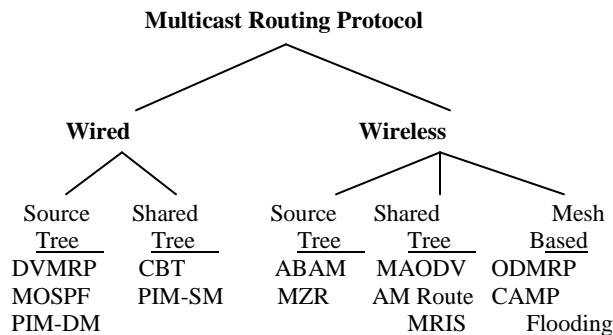 Multicast Routing Protocol
Wired Wireless
Source Shared Source Shared Mesh
Tree Tree Tree Tree Based
DVMRP CBT ABAM MAODV ODMRP
MOSPF PIM-SM MZR AM Route CAMP
PIM-DM MRIS Flooding